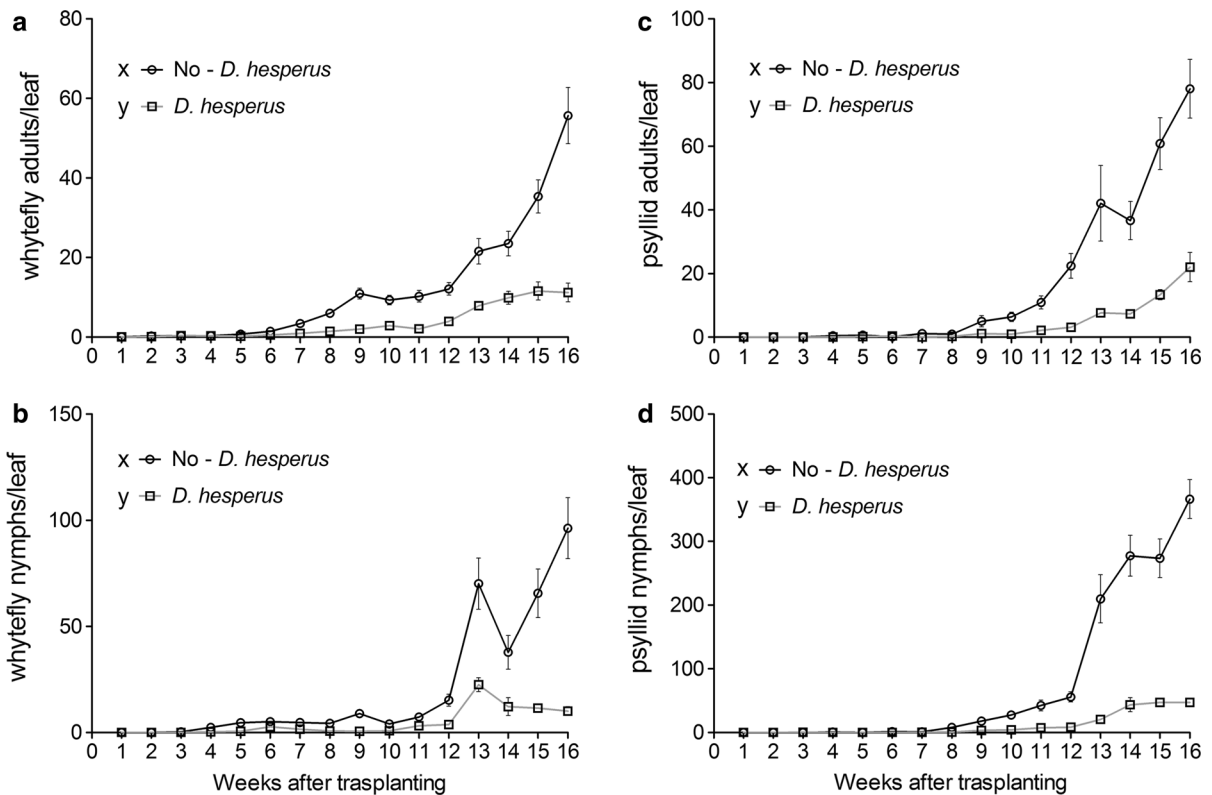 a
whytefly adults/leaf
80
60
40
20
0
x No - D. hesperus
y D. hesperus
0 1 2 3 4 5 6 7 8 9 10 11 12 13 14 15 16
c
psyllid adults/leaf
100
80
60
40
20
0
x No - D. hesperus
y D. hesperus
0 1 2 3 4 5 6 7 8 9 10 11 12 13 14 15 16
b
whytefly nymphs/leaf
150
100
50
0
x No - D. hesperus
y D. hesperus
0 1 2 3 4 5 6 7 8 9 10 11 12 13 14 15 16
Weeks after trasplanting
d
psyllid nymphs/leaf
500
400
300
200
100
0
x No - D. hesperus
y D. hesperus
0 1 2 3 4 5 6 7 8 9 10 11 12 13 14 15 16
Weeks after trasplanting